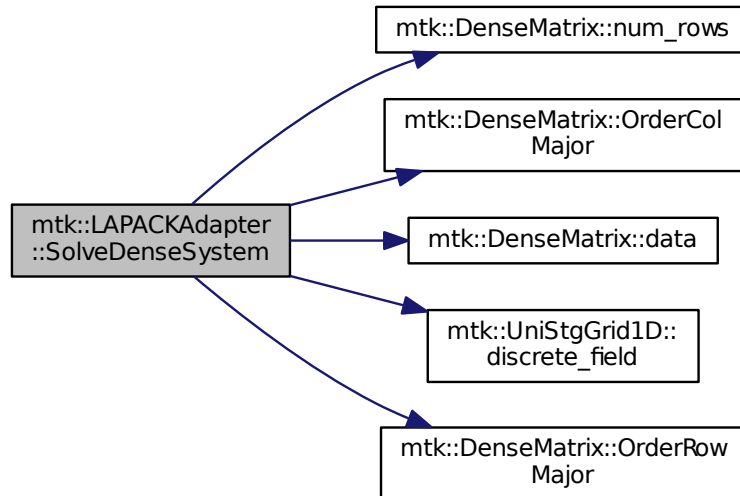 mtk::DenseMatrix::num_rows
mtk::DenseMatrix::OrderCol
Major
mtk::LAPACKAdapter
::SolveDenseSystem
mtk::DenseMatrix::data
mtk::UniStgGrid1D::
discrete_field
mtk::DenseMatrix::OrderRow
Major